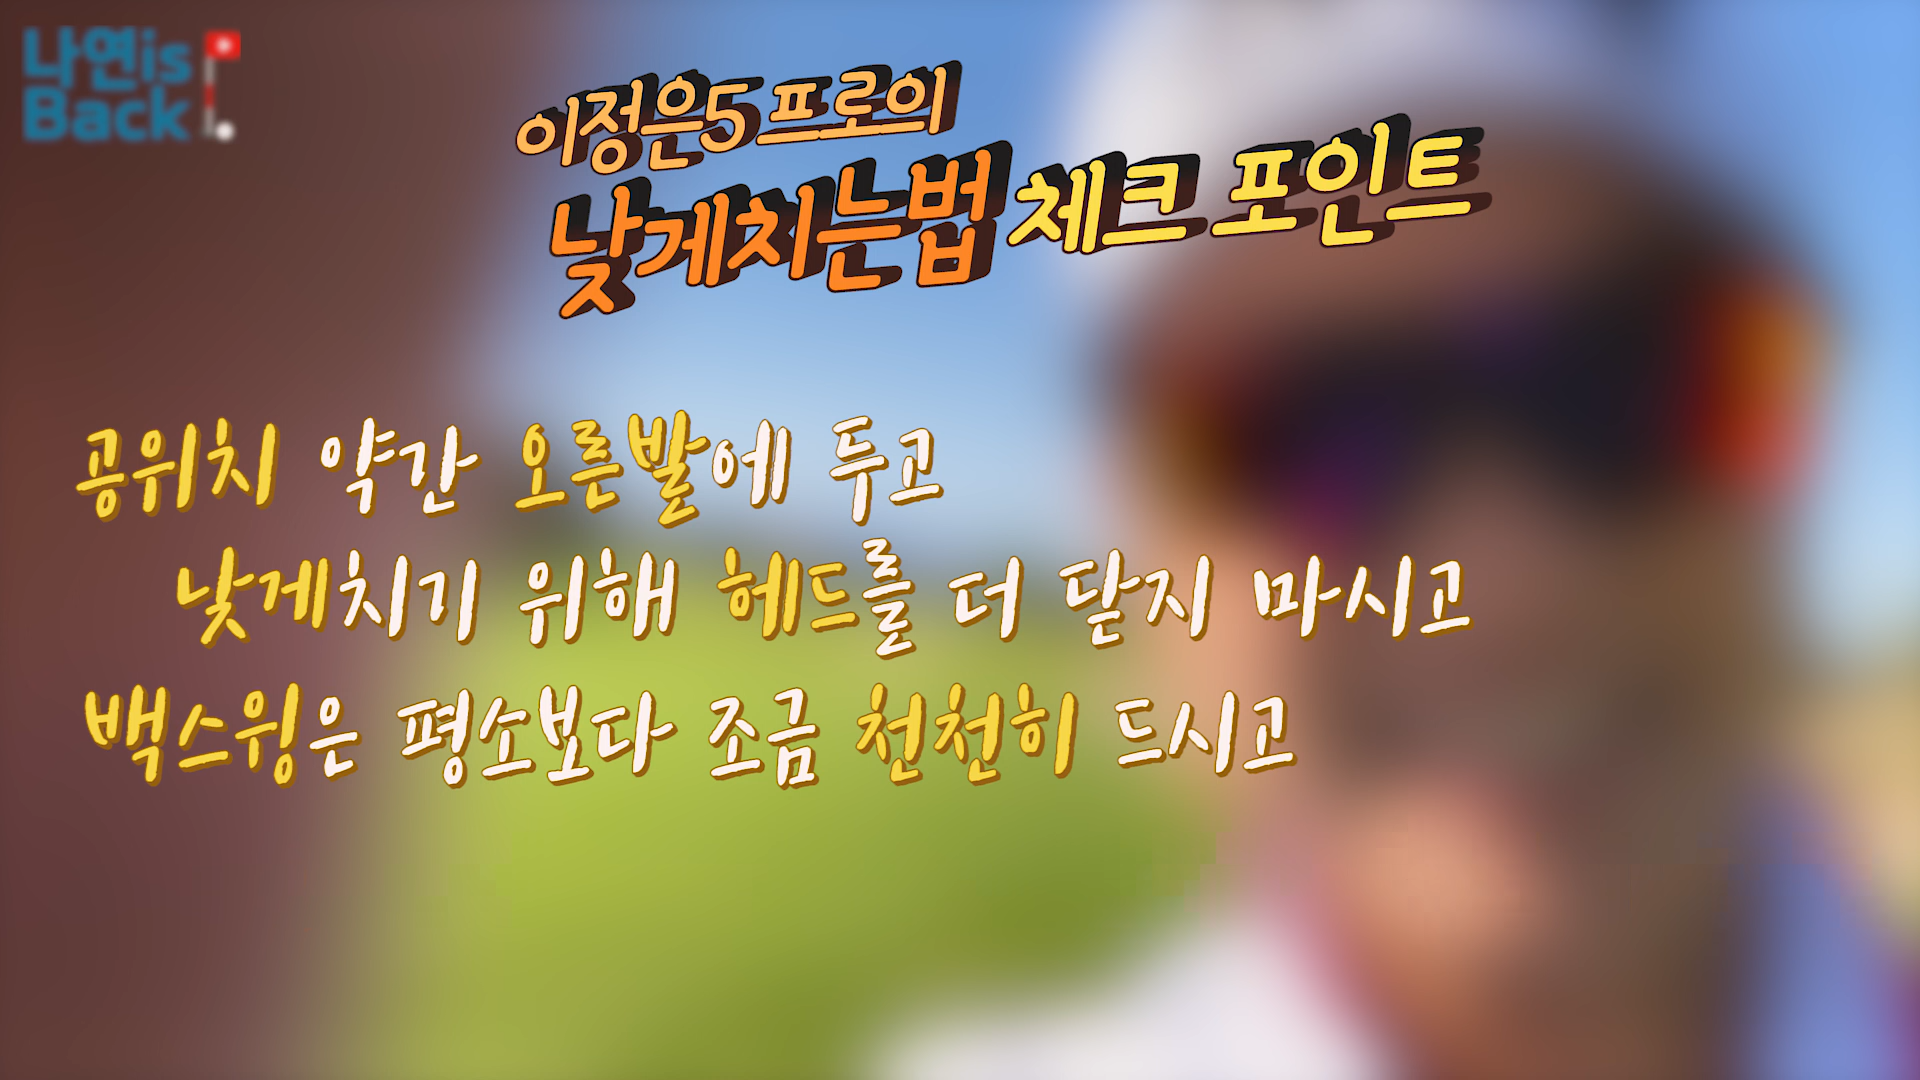 나연is
Back
이정은5 프로의
낮게치는법 체크 포인트
공위치 약간 오른발에 두고
낮게치기 위해 헤드를 더 닫지 마시고
백스윙은 평소보다 조금 천천히 드시고